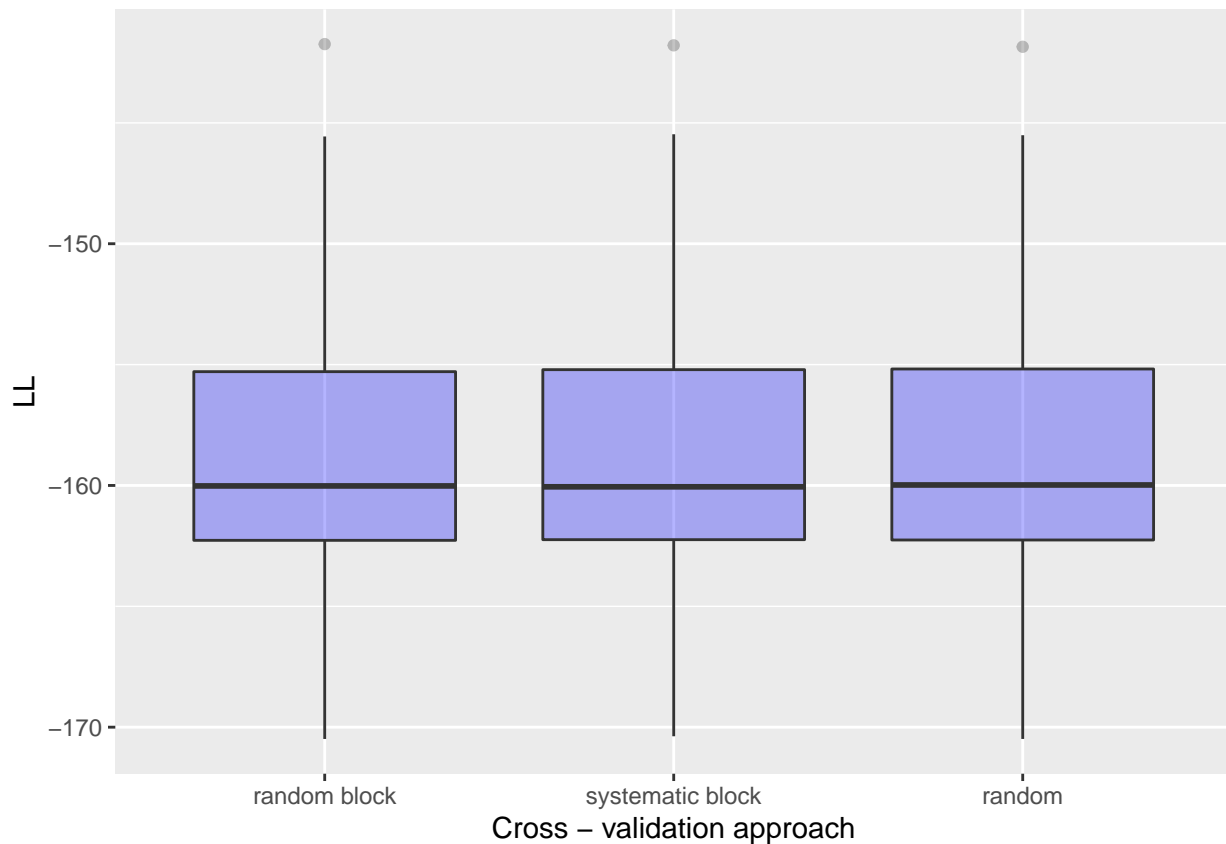 LL
−150
−160
−170
random block
systematic block
random
Cross − validation approach